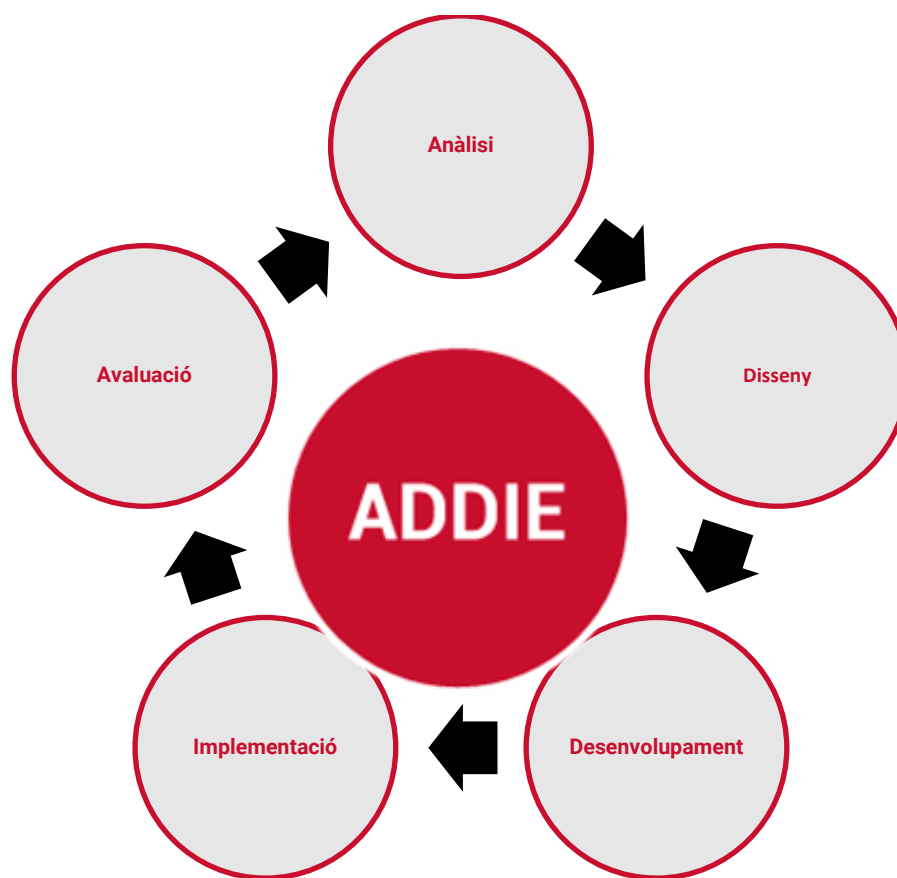 Anàlisi
Avaluació
Disseny
ADDIE
Implementació
Desenvolupament